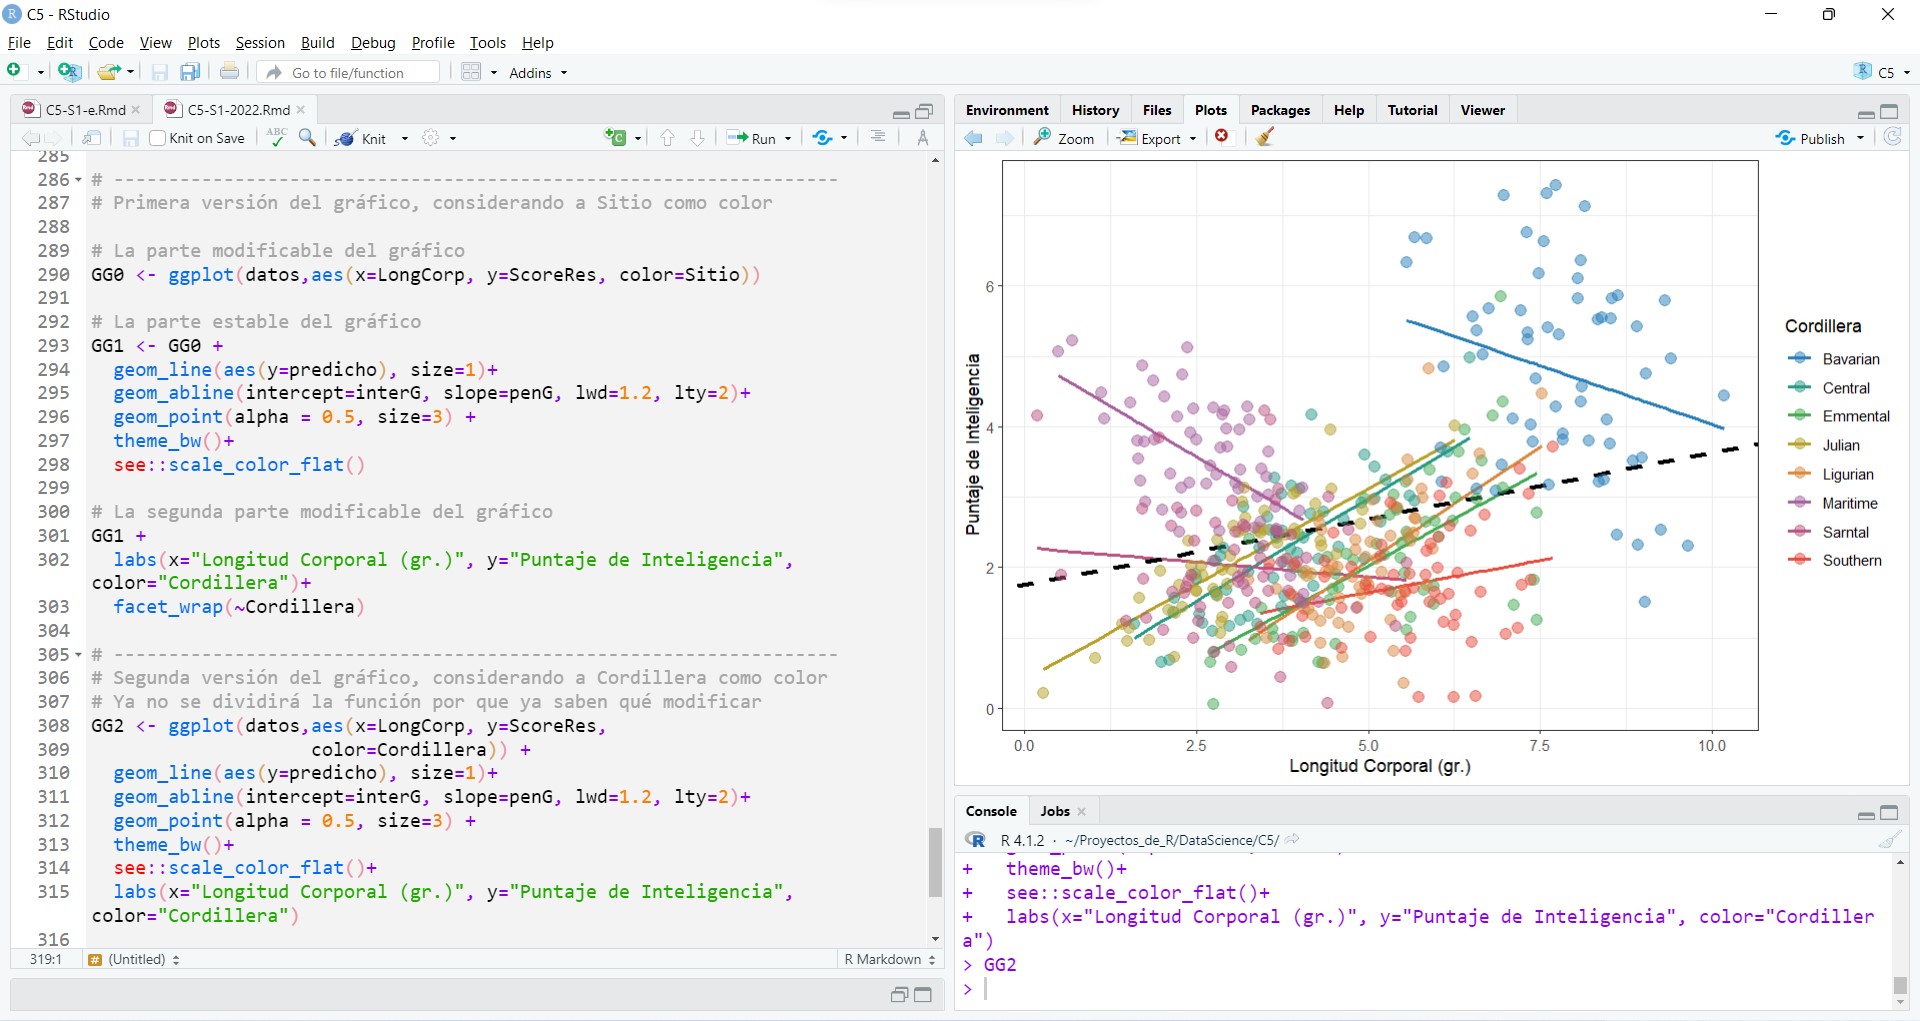 C5 - RStudio
File Edit Code View Plots Session Build Debug Profile Tools Help
Go to file/function Addins C5
C5-S1-e.Rmd C5-S1-2022.Rmd
Knit on Save ABC Knit Run
285
286 # -------------------------------------------------------------------
287 # Primera versión del gráfico, considerando a Sitio como color
288
289 # La parte modificable del gráfico
290 GG0 <- ggplot(datos,aes(x=LongCorp, y=ScoreRes, color=Sitio))
291
292 # La parte estable del gráfico
293 GG1 <- GG0 +
294 geom_line(aes(y=predicho), size=1)+
295 geom_abline(intercept=interG, slope=penG, lwd=1.2, lty=2)+
296 geom_point(alpha = 0.5, size=3) +
297 theme_bw()+
298 see::scale_color_flat()
299
300 # La segunda parte modificable del gráfico
301 GG1 +
302 labs(x="Longitud Corporal (gr.)", y="Puntaje de Inteligencia",
color="Cordillera")+
303 facet_wrap(~Cordillera)
304
305 # -------------------------------------------------------------------
306 # Segunda versión del gráfico, considerando a Cordillera como color
307 # Ya no se dividirá la función por que ya saben qué modificar
308 GG2 <- ggplot(datos,aes(x=LongCorp, y=ScoreRes,
309 color=Cordillera)) +
310 geom_line(aes(y=predicho), size=1)+
311 geom_abline(intercept=interG, slope=penG, lwd=1.2, lty=2)+
312 geom_point(alpha = 0.5, size=3) +
313 theme_bw()+
314 see::scale_color_flat()+
315 labs(x="Longitud Corporal (gr.)", y="Puntaje de Inteligencia",
color="Cordillera")
316
319:1 # (Untitled) R Markdown
Environment History Files Plots Packages Help Tutorial Viewer
Zoom Export Publish
Puntaje de Inteligencia
6
4
2
0
0.0 2.5 5.0 7.5 10.0
Longitud Corporal (gr.)
Cordillera
Bavarian
Central
Emmental
Julian
Ligurian
Maritime
Sarntal
Southern
Console Jobs
R 4.1.2 · ~/Proyectos_de_R/DataScience/C5/
+ theme_bw()+
+ see::scale_color_flat()+
+ labs(x="Longitud Corporal (gr.)", y="Puntaje de Inteligencia", color="Cordiller
a")
> GG2
>